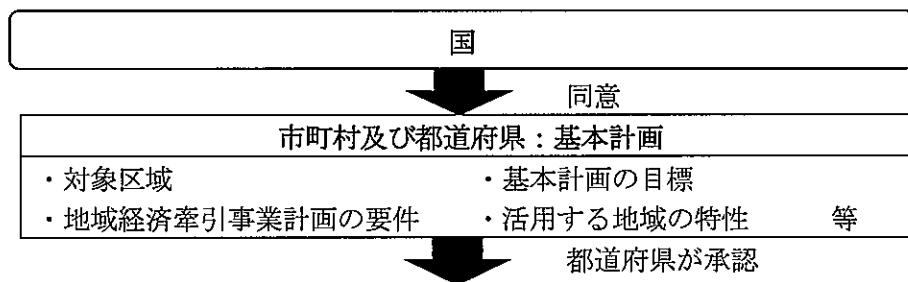 国
同意
市町村及び都道府県：基本計画
・対象区域　・基本計画の目標
・地域経済牽引事業計画の要件　・活用する地域の特性　等
都道府県が承認